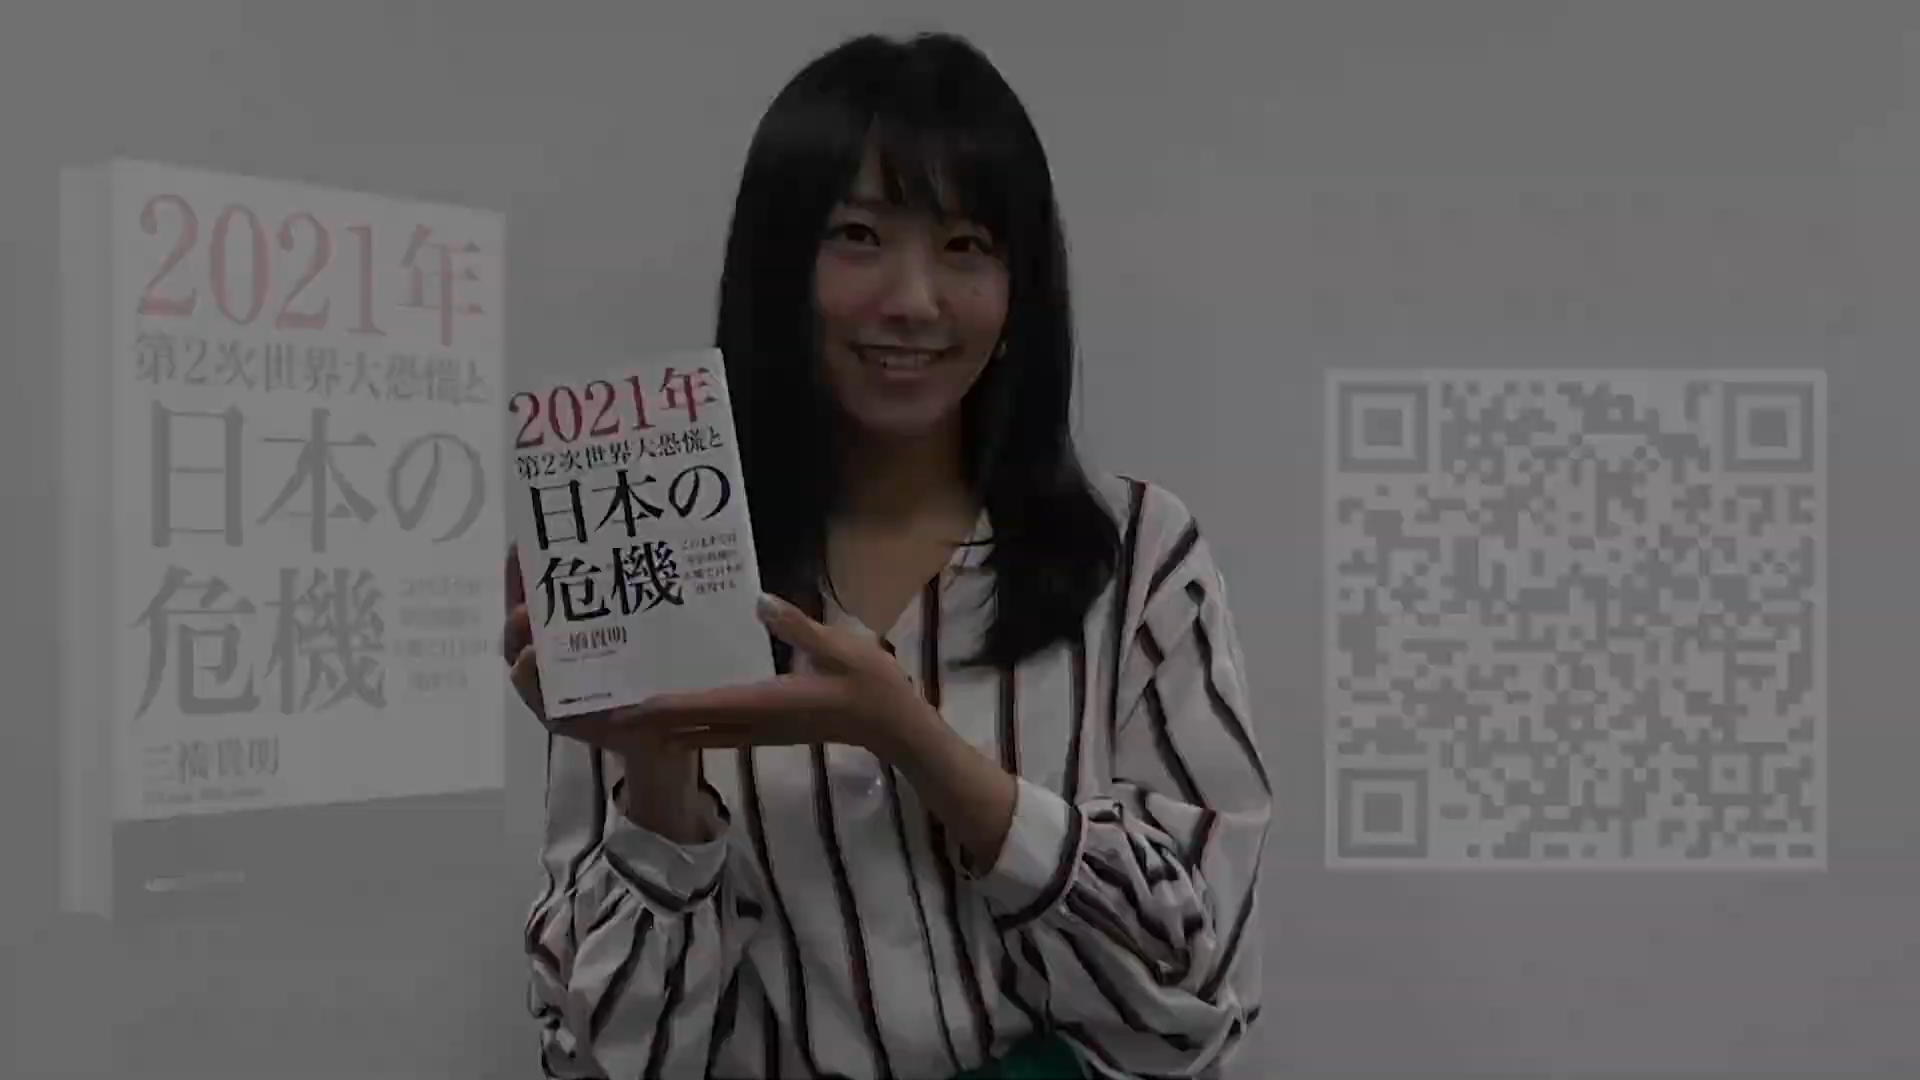 2021年
第2次世界大恐慌と
日本の
危機
三橋貴明
2021年
第2次世界大恐慌と
日本の
危機
三橋貴明